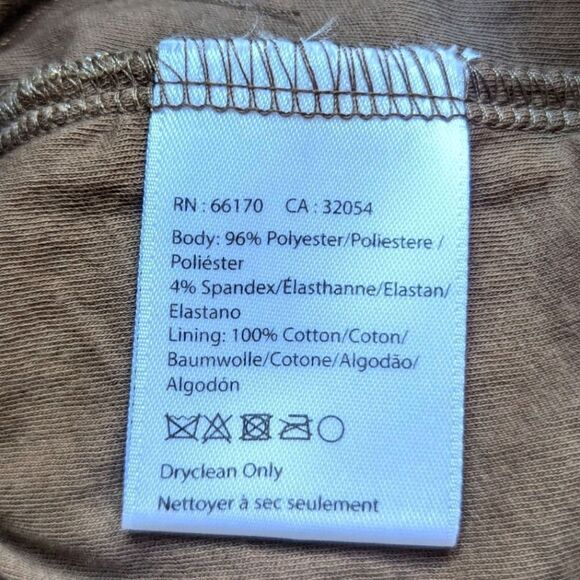 RN : 66170 CA : 32054
Body: 96% Polyester/Poliestere /
Poliéster
4% Spandex/Élasthanne/Elastan/
Elastano
Lining: 100% Cotton/Coton/
Baumwolle/Cotone/Algodão/
Algodón
Dryclean Only
Nettoyer à sec seulement